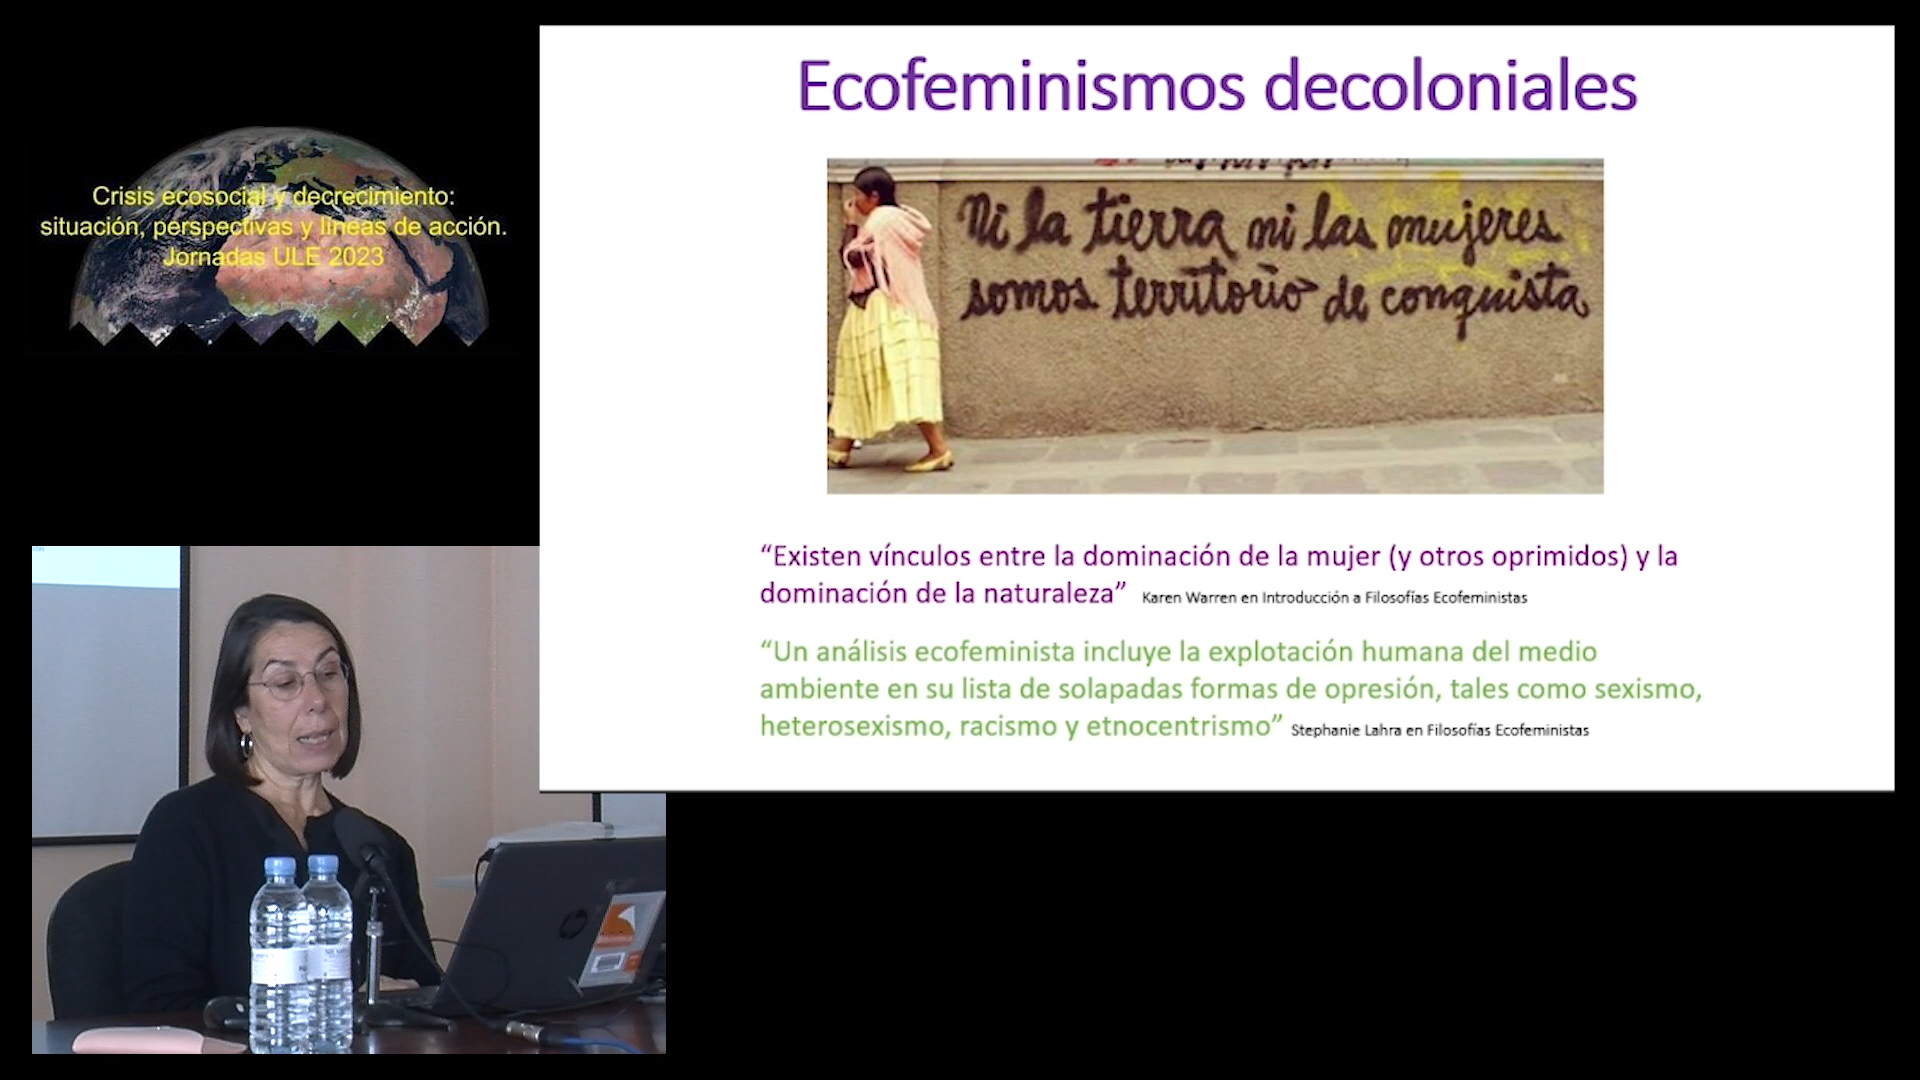 Crisis ecosocial y decrecimiento:
situación, perspectivas y líneas de acción.
Jornadas ULE 2023
Ecofeminismos decoloniales
Ni la tierra ni las mujeres
somos territorio de conquista
“Existen vínculos entre la dominación de la mujer (y otros oprimidos) y la
dominación de la naturaleza” Karen Warren en Introducción a Filosofías Ecofeministas
“Un análisis ecofeminista incluye la explotación humana del medio
ambiente en su lista de solapadas formas de opresión, tales como sexismo,
heterosexismo, racismo y etnocentrismo” Stephanie Lahra en Filosofías Ecofeministas
hp